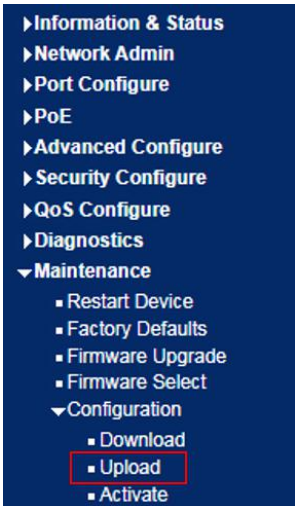 Information & Status
Network Admin
Port Configure
PoE
Advanced Configure
Security Configure
QoS Configure
Diagnostics
Maintenance
Restart Device
Factory Defaults
Firmware Upgrade
Firmware Select
Configuration
Download
Upload
Activate